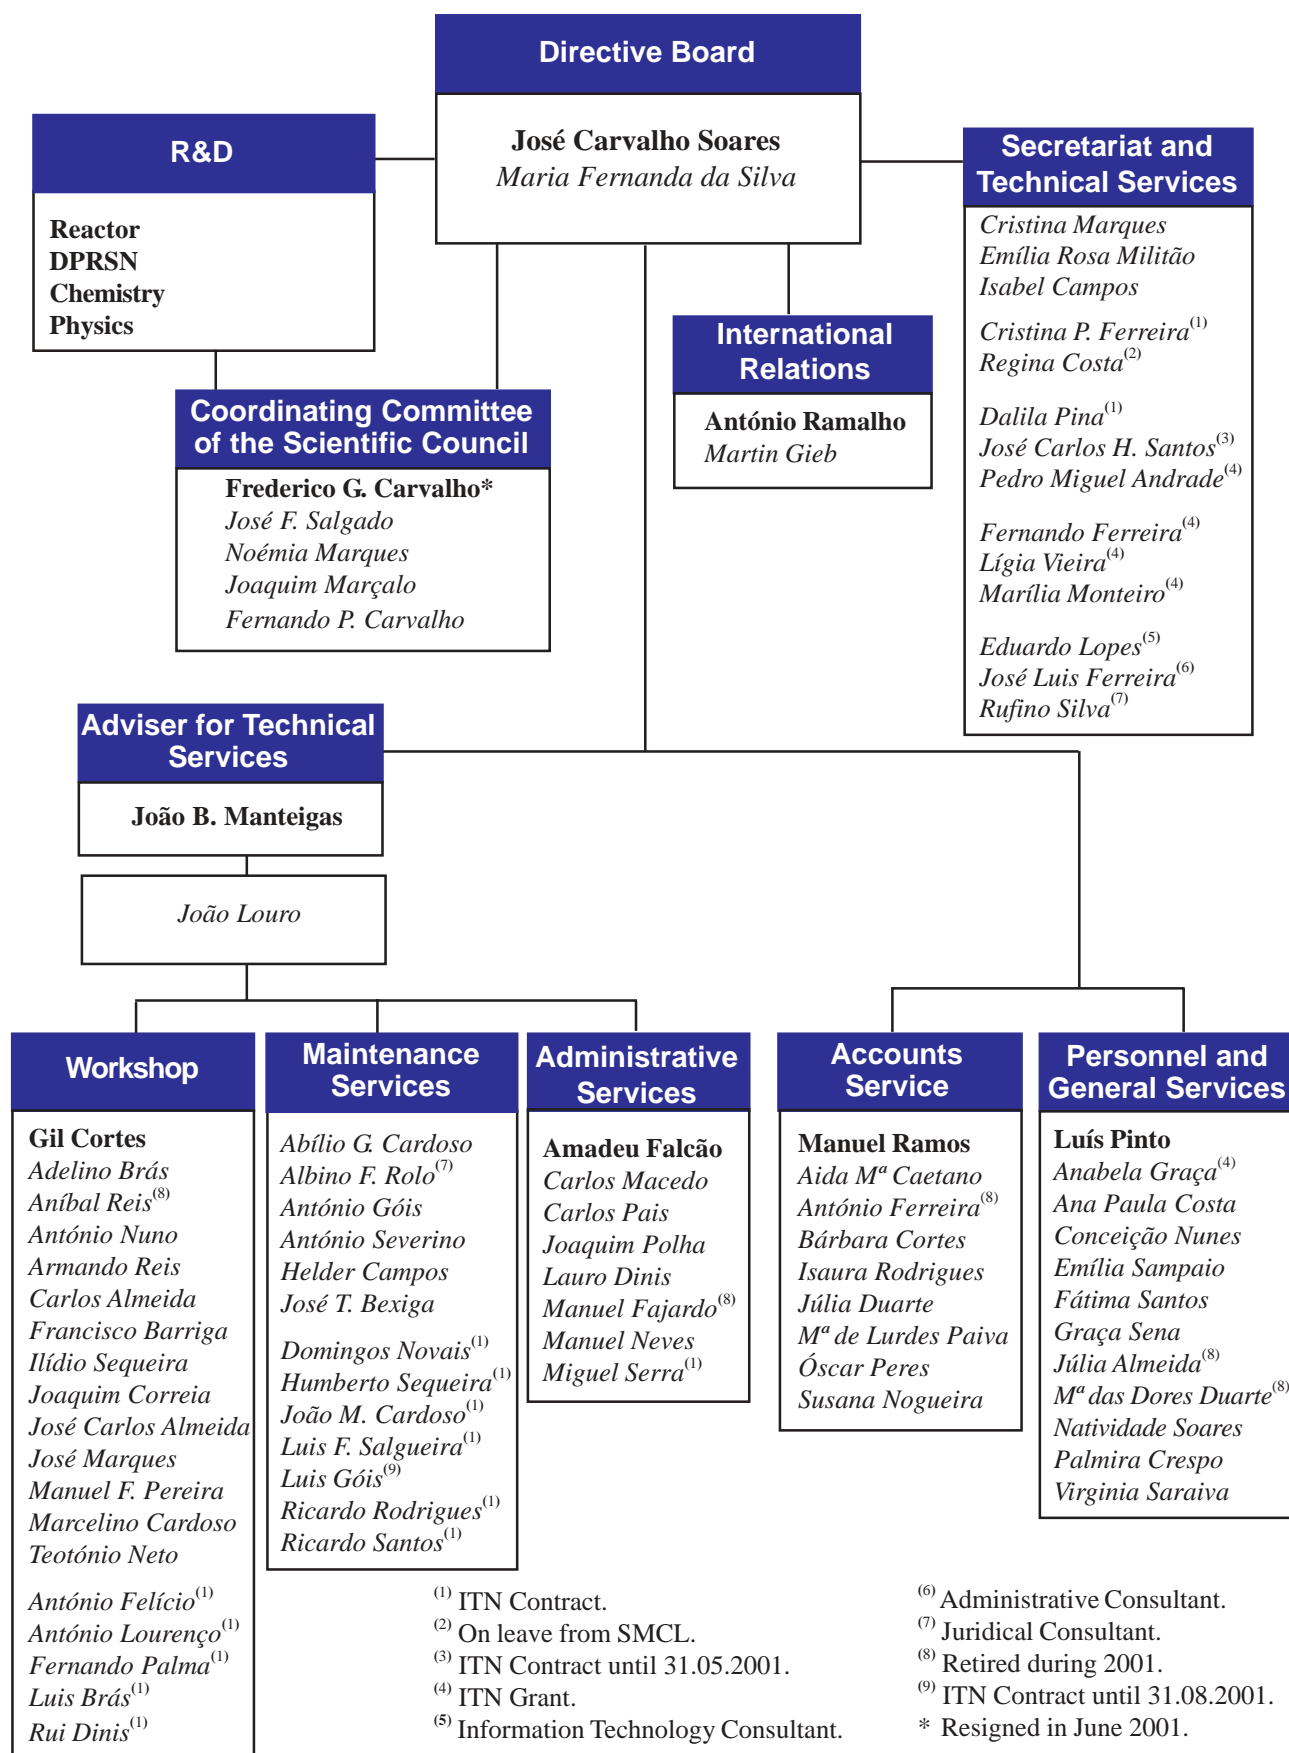 Directive Board
José Carvalho Soares
Maria Fernanda da Silva
R&D
Reactor
DPRSN
Chemistry
Physics
Secretariat and
Technical Services
Cristina Marques
Emília Rosa Militão
Isabel Campos
Cristina P. Ferreira(1)
Regina Costa(2)
Dalila Pina(1)
José Carlos H. Santos(3)
Pedro Miguel Andrade(4)
Fernando Ferreira(4)
Lígia Vieira(4)
Marília Monteiro(4)
Eduardo Lopes(5)
José Luis Ferreira(6)
Rufino Silva(7)
International
Relations
António Ramalho
Martin Gieb
Coordinating Committee
of the Scientific Council
Frederico G. Carvalho*
José F. Salgado
Noémia Marques
Joaquim Marçalo
Fernando P. Carvalho
Adviser for Technical
Services
João B. Manteigas
João Louro
Workshop
Gil Cortes
Adelino Brás
Aníbal Reis(8)
António Nuno
Armando Reis
Carlos Almeida
Francisco Barriga
Ilídio Sequeira
Joaquim Correia
José Carlos Almeida
José Marques
Manuel F. Pereira
Marcelino Cardoso
Teotónio Neto
António Felício(1)
António Lourenço(1)
Fernando Palma(1)
Luis Brás(1)
Rui Dinis(1)
Maintenance
Services
Abílio G. Cardoso
Albino F. Rolo(7)
António Góis
António Severino
Helder Campos
José T. Bexiga
Domingos Novais(1)
Humberto Sequeira(1)
João M. Cardoso(1)
Luis F. Salgueira(1)
Luis Góis(9)
Ricardo Rodrigues(1)
Ricardo Santos(1)
Administrative
Services
Amadeu Falcão
Carlos Macedo
Carlos Pais
Joaquim Polha
Lauro Dinis
Manuel Fajardo(8)
Manuel Neves
Miguel Serra(1)
Accounts
Service
Manuel Ramos
Aida Mª Caetano
António Ferreira(8)
Bárbara Cortes
Isaura Rodrigues
Júlia Duarte
Mª de Lurdes Paiva
Óscar Peres
Susana Nogueira
Personnel and
General Services
Luís Pinto
Anabela Graça(4)
Ana Paula Costa
Conceição Nunes
Emília Sampaio
Fátima Santos
Graça Sena
Júlia Almeida(8)
Mª das Dores Duarte(8)
Natividade Soares
Palmira Crespo
Virginia Saraiva
(1) ITN Contract.
(2) On leave from SMCL.
(3) ITN Contract until 31.05.2001.
(4) ITN Grant.
(5) Information Technology Consultant.
(6) Administrative Consultant.
(7) Juridical Consultant.
(8) Retired during 2001.
(9) ITN Contract until 31.08.2001.
* Resigned in June 2001.